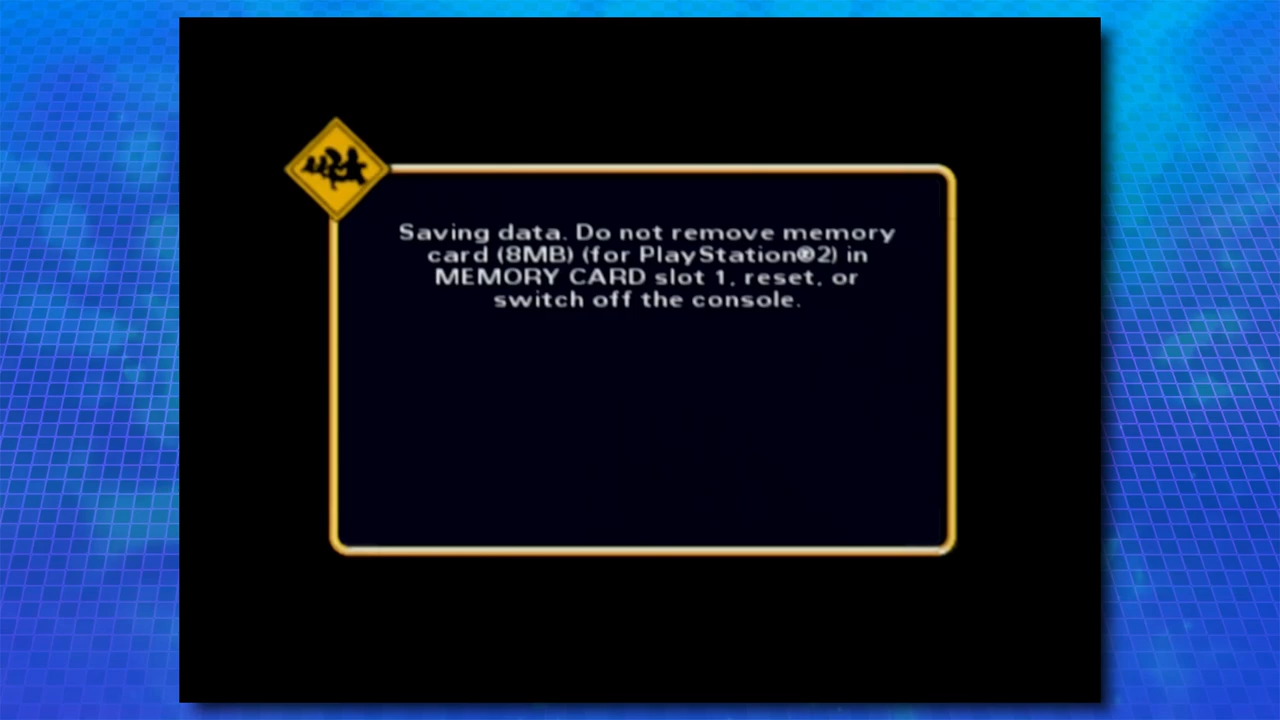 Saving data. Do not remove memory
card (8MB) (for PlayStation®2) in
MEMORY CARD slot 1, reset, or
switch off the console.